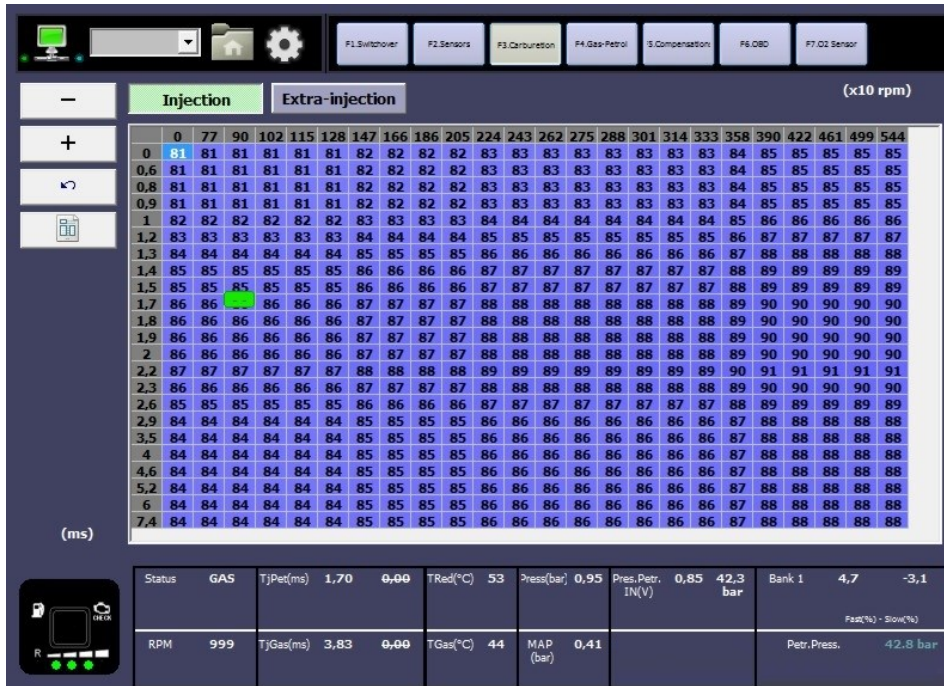 F1.Switchover F2.Sensors F3.Carburetion F4.Gas-Petrol 5.Compensation F6.OBD F7.O2 Sensor
Injection Extra-injection (x10 rpm)
0 77 90 102 115 128 147 166 186 205 224 243 262 275 288 301 314 333 358 390 422 461 499 544
0 81 81 81 81 81 81 82 82 82 82 83 83 83 83 83 83 83 83 84 85 85 85 85 85
0,6 81 81 81 81 81 81 82 82 82 82 83 83 83 83 83 83 83 83 84 85 85 85 85 85
0,8 81 81 81 81 81 81 82 82 82 82 83 83 83 83 83 83 83 83 84 85 85 85 85 85
0,9 81 81 81 81 81 81 82 82 82 82 83 83 83 83 83 83 83 83 84 85 85 85 85 85
1 82 82 82 82 82 82 83 83 83 83 84 84 84 84 84 84 84 84 85 86 86 86 86 86
1,2 83 83 83 83 83 83 84 84 84 84 85 85 85 85 85 85 85 85 86 87 87 87 87 87
1,3 84 84 84 84 84 84 85 85 85 85 86 86 86 86 86 86 86 86 87 88 88 88 88 88
1,4 85 85 85 85 85 85 86 86 86 86 87 87 87 87 87 87 87 87 88 89 89 89 89 89
1,5 85 85 85 85 85 85 86 86 86 86 87 87 87 87 87 87 87 87 88 89 89 89 89 89
1,7 86 86 86 86 86 87 87 87 87 88 88 88 88 88 88 88 88 89 90 90 90 90 90
1,8 86 86 86 86 86 86 87 87 87 87 88 88 88 88 88 88 88 88 89 90 90 90 90 90
1,9 86 86 86 86 86 86 87 87 87 87 88 88 88 88 88 88 88 88 89 90 90 90 90 90
2 86 86 86 86 86 86 87 87 87 87 88 88 88 88 88 88 88 88 89 90 90 90 90 90
2,2 87 87 87 87 87 87 88 88 88 88 89 89 89 89 89 89 89 89 90 91 91 91 91 91
2,3 86 86 86 86 86 86 87 87 87 87 88 88 88 88 88 88 88 88 89 90 90 90 90 90
2,6 85 85 85 85 85 85 86 86 86 86 87 87 87 87 87 87 87 87 88 89 89 89 89 89
2,9 84 84 84 84 84 84 85 85 85 85 86 86 86 86 86 86 86 86 87 88 88 88 88 88
3,5 84 84 84 84 84 84 85 85 85 85 86 86 86 86 86 86 86 86 87 88 88 88 88 88
4 84 84 84 84 84 84 85 85 85 85 86 86 86 86 86 86 86 86 87 88 88 88 88 88
4,6 84 84 84 84 84 84 85 85 85 85 86 86 86 86 86 86 86 86 87 88 88 88 88 88
5,2 84 84 84 84 84 84 85 85 85 85 86 86 86 86 86 86 86 86 87 88 88 88 88 88
6 84 84 84 84 84 84 85 85 85 85 86 86 86 86 86 86 86 86 87 88 88 88 88 88
7,4 84 84 84 84 84 84 85 85 85 85 86 86 86 86 86 86 86 86 87 88 88 88 88 88
(ms)
Status GAS TjPet(ms) 1,70 0,00 TRed(°C) 53 Press(bar) 0,95 Pres.Petr. 0,85 42,3 Bank 1 4,7 -3,1
IN(V) bar
Fast(%) - Slow(%)
CHECK
RPM 999 TjGas(ms) 3,83 0,00 TGas(°C) 44 MAP 0,41 Petr.Press. 42.8 bar
(bar)
R